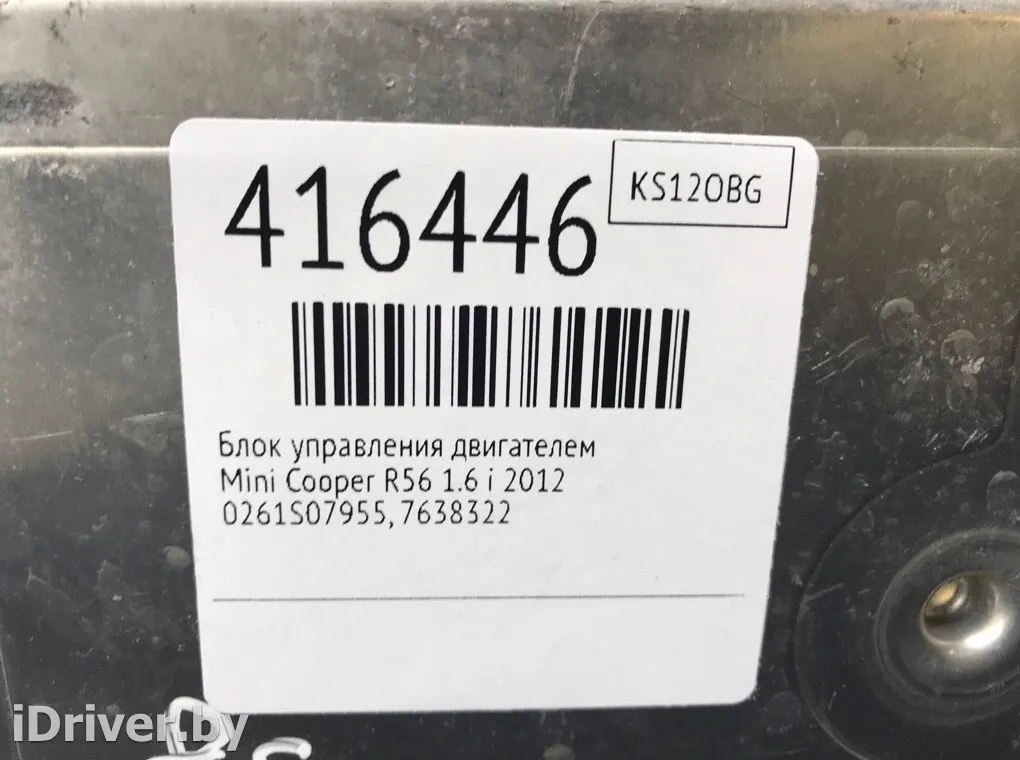 416446
KS120BG
Блок управления двигателем
Mini Cooper R56 1.6 i 2012
0261S07955, 7638322
iDriver.by